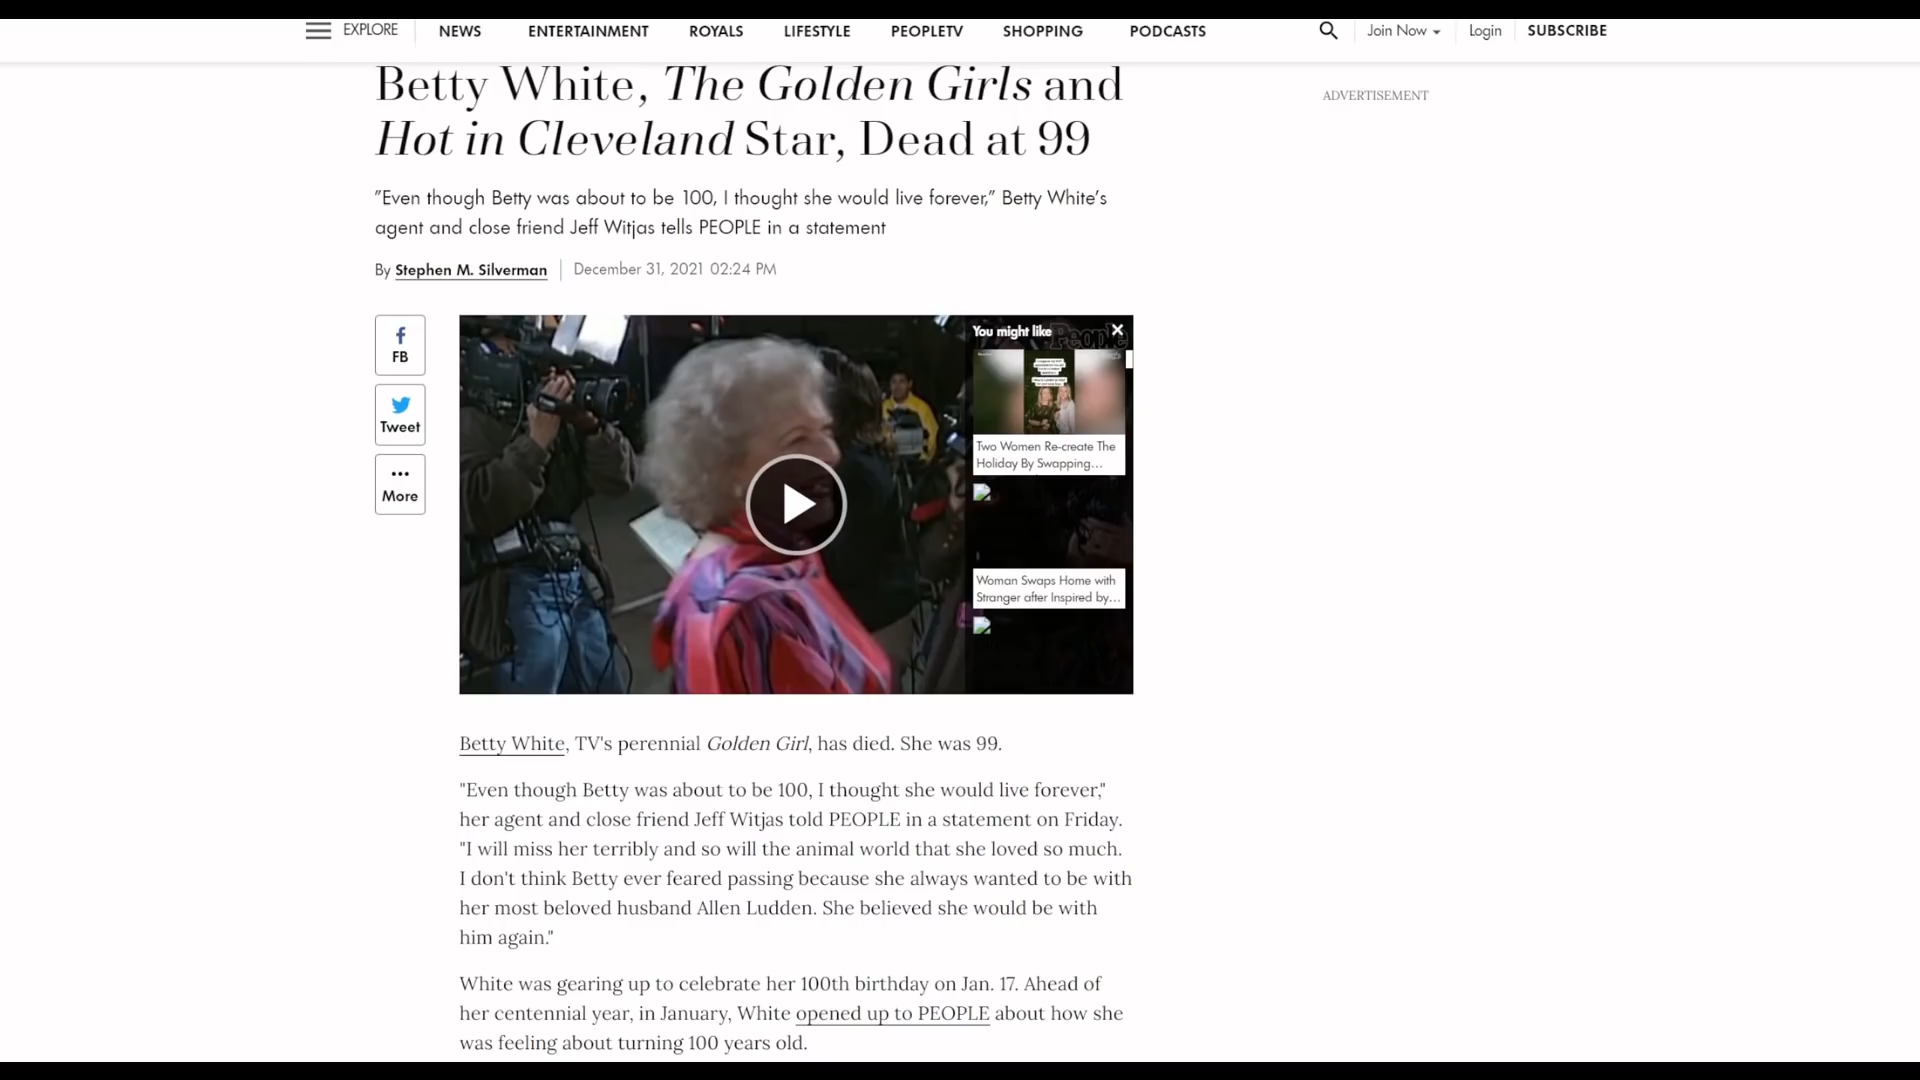 EXPLORE
NEWS
ENTERTAINMENT
ROYALS
LIFESTYLE
PEOPLETV
SHOPPING
PODCASTS
Join Now
Login
SUBSCRIBE
Betty White, The Golden Girls and
Hot in Cleveland Star, Dead at 99
ADVERTISEMENT
"Even though Betty was about to be 100, I thought she would live forever," Betty White's
agent and close friend Jeff Witjas tells PEOPLE in a statement
By Stephen M. Silverman
December 31, 2021 02:24 PM
FB
Tweet
More
You might like
People
Two Women Re-create The
Holiday By Swapping...
Woman Swaps Home with
Stranger after Inspired by...
Betty White, TV's perennial Golden Girl, has died. She was 99.
"Even though Betty was about to be 100, I thought she would live forever,"
her agent and close friend Jeff Witjas told PEOPLE in a statement on Friday.
"I will miss her terribly and so will the animal world that she loved so much.
I don't think Betty ever feared passing because she always wanted to be with
her most beloved husband Allen Ludden. She believed she would be with
him again."
White was gearing up to celebrate her 100th birthday on Jan. 17. Ahead of
her centennial year, in January, White opened up to PEOPLE about how she
was feeling about turning 100 years old.